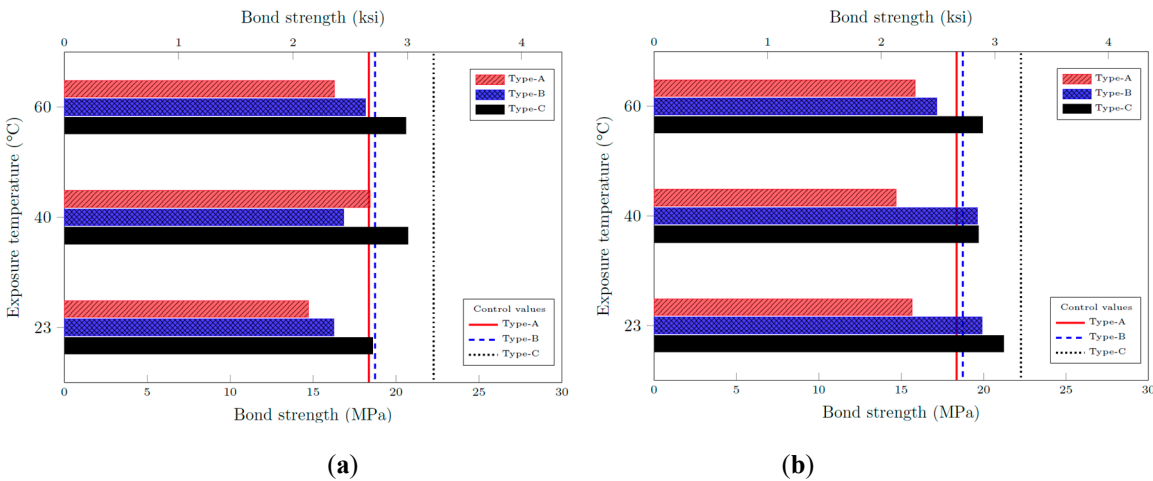 Bond strength (ksi)
0 1 2 3 4
Type-A
Type-B
Type-C
60
40
23
Exposure temperature (°C)
Control values
Type-A
Type-B
Type-C
0 5 10 15 20 25 30
Bond strength (MPa)
(a)
Bond strength (ksi)
0 1 2 3 4
Type-A
Type-B
Type-C
60
40
23
Exposure temperature (°C)
Control values
Type-A
Type-B
Type-C
0 5 10 15 20 25 30
Bond strength (MPa)
(b)